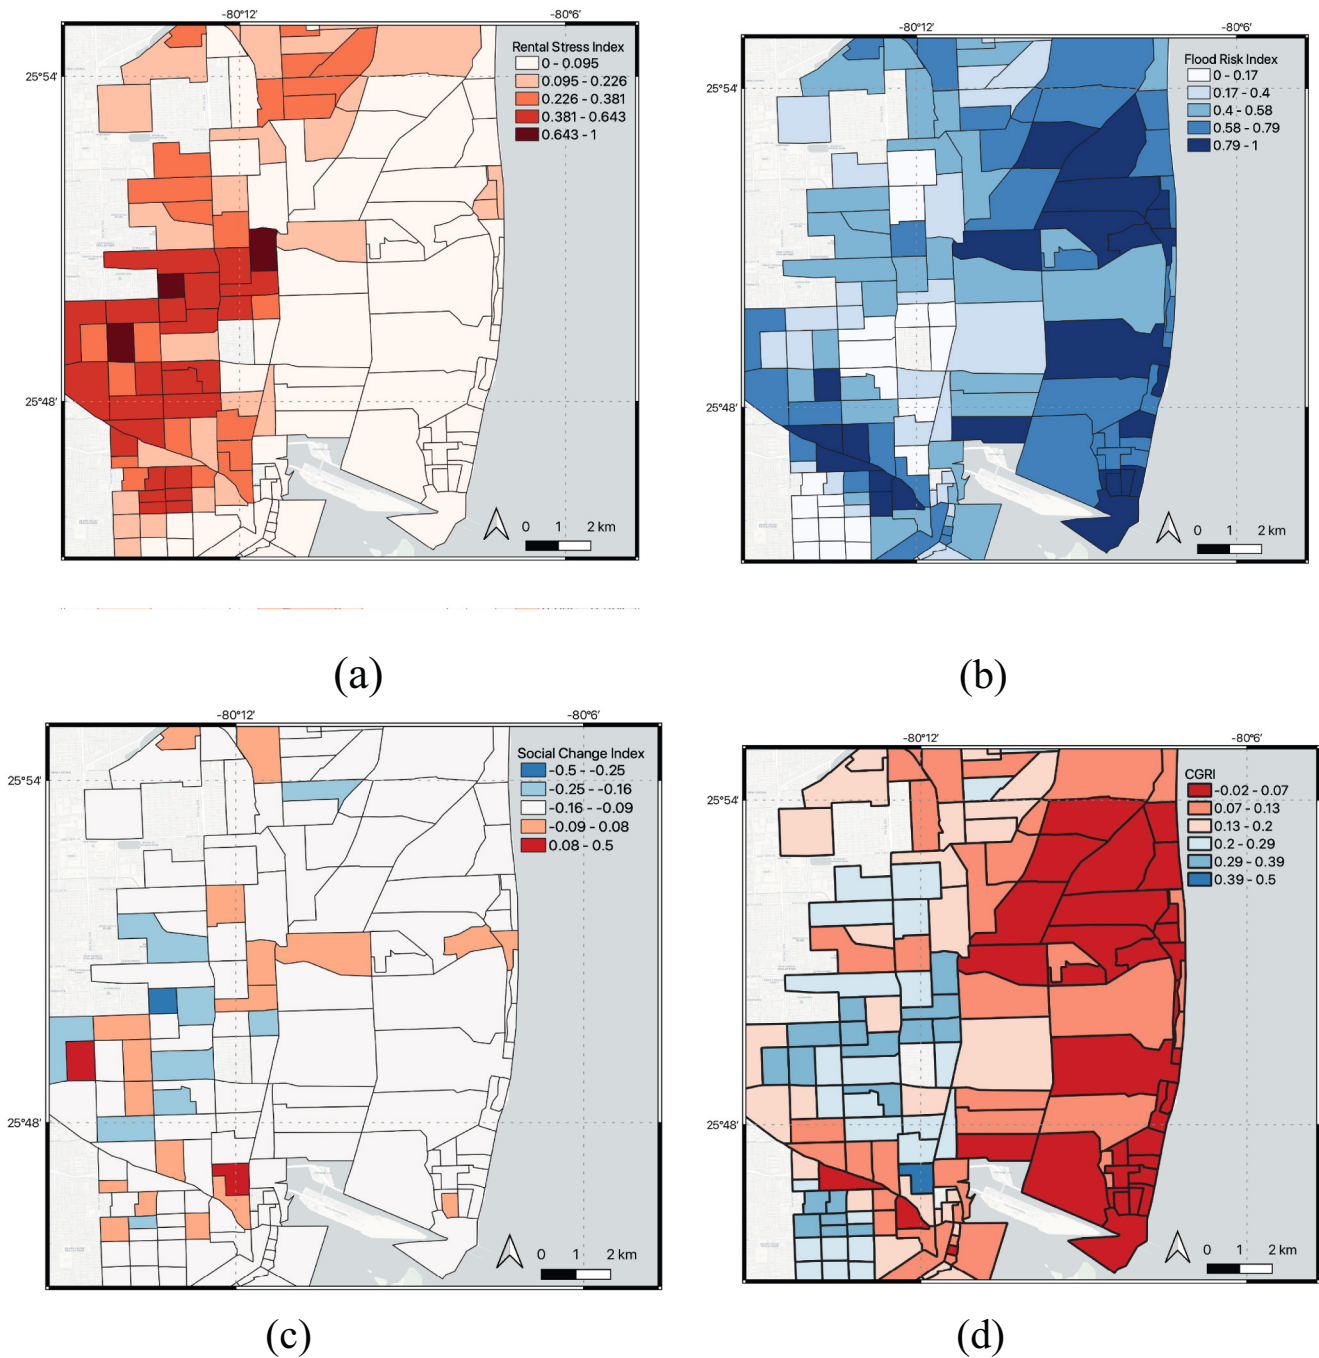 -80°12'
-80°6'
25°54'
25°48'
Rental Stress Index
0 - 0.095
0.095 - 0.226
0.226 - 0.381
0.381 - 0.643
0.643 - 1
0 1 2 km
(a)
-80°12'
-80°6'
25°54'
25°48'
Flood Risk Index
0 - 0.17
0.17 - 0.4
0.4 - 0.58
0.58 - 0.79
0.79 - 1
0 1 2 km
(b)
-80°12'
-80°6'
25°54'
25°48'
Social Change Index
-0.5 - -0.25
-0.25 - -0.16
-0.16 - -0.09
-0.09 - 0.08
0.08 - 0.5
0 1 2 km
(c)
-80°12'
-80°6'
25°54'
25°48'
CGRI
-0.02 - 0.07
0.07 - 0.13
0.13 - 0.2
0.2 - 0.29
0.29 - 0.39
0.39 - 0.5
0 1 2 km
(d)